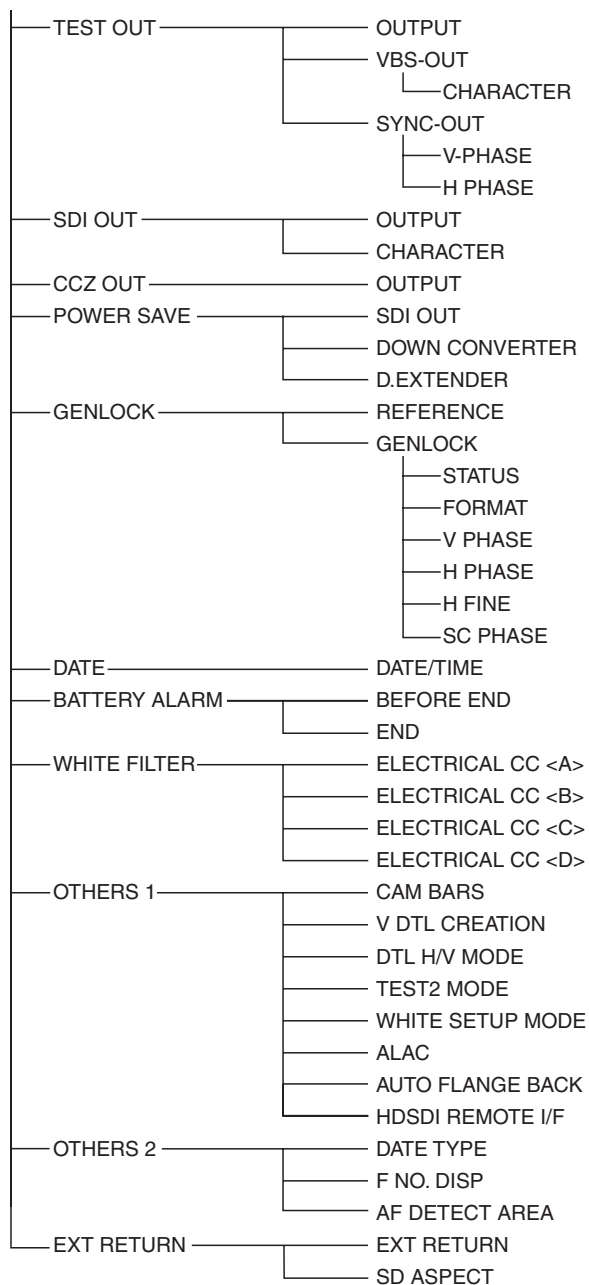 TEST OUT OUTPUT
VBS-OUT
CHARACTER
SYNC-OUT
V-PHASE
H PHASE
SDI OUT OUTPUT
CHARACTER
CCZ OUT OUTPUT
POWER SAVE SDI OUT
DOWN CONVERTER
D.EXTENDER
GENLOCK REFERENCE
GENLOCK
STATUS
FORMAT
V PHASE
H PHASE
H FINE
SC PHASE
DATE DATE/TIME
BATTERY ALARM BEFORE END
END
WHITE FILTER ELECTRICAL CC <A>
ELECTRICAL CC <B>
ELECTRICAL CC <C>
ELECTRICAL CC <D>
OTHERS 1 CAM BARS
V DTL CREATION
DTL H/V MODE
TEST2 MODE
WHITE SETUP MODE
ALAC
AUTO FLANGE BACK
HDSDI REMOTE I/F
OTHERS 2 DATE TYPE
F NO. DISP
AF DETECT AREA
EXT RETURN EXT RETURN
SD ASPECT